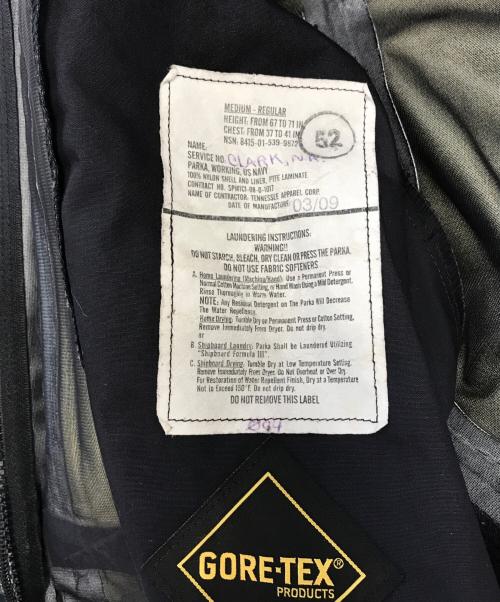 MEDIUM - REGULAR
HEIGHT: FROM 67 TO 71 IN
CHEST: FROM 37 TO 41 IN
NSN: 8415-01-539-9872
52
NAME:
SERVICE NO. CLARK, N.A.
PARKA, WORKING, US NAVY
100% NYLON SHELL AND LINER, PTFE LAMINATE
CONTRACT NO. SPM1C1-08-D-1017
NAME OF CONTRACTOR: TENNESSEE APPAREL CORP.
DATE OF MANUFACTURE: 03/09
LAUNDERING INSTRUCTIONS:
WARNING!!
DO NOT STARCH, BLEACH, DRY CLEAN OR PRESS THE PARKA.
DO NOT USE FABRIC SOFTENERS
A. Home Laundering (Machine/Hand): Use a Permanent Press or
Normal Cotton Machine Setting, or Hand Wash Using a Mild Detergent,
Rinse Thoroughly in Warm Water.
NOTE: Any Residual Detergent on The Parka Will Decrease
The Water Repellency.
Home Drying: Tumble Dry on Permanent Press or Cotton Setting,
Remove Immediately From Dryer. Do not drip dry.
or
B. Shipboard Laundry: Parka Shall be Laundered Utilizing
"Shipboard Formula III".
C. Shipboard Drying: Tumble Dry at Low Temperature Setting.
Remove Immediately From Dryer. Do Not Overheat or Over Dry.
For Restoration of Water Repellent Finish, Dry at a Temperature
Not to Exceed 150°F. Do not drip dry.
DO NOT REMOVE THIS LABEL
GORE-TEX®
PRODUCTS